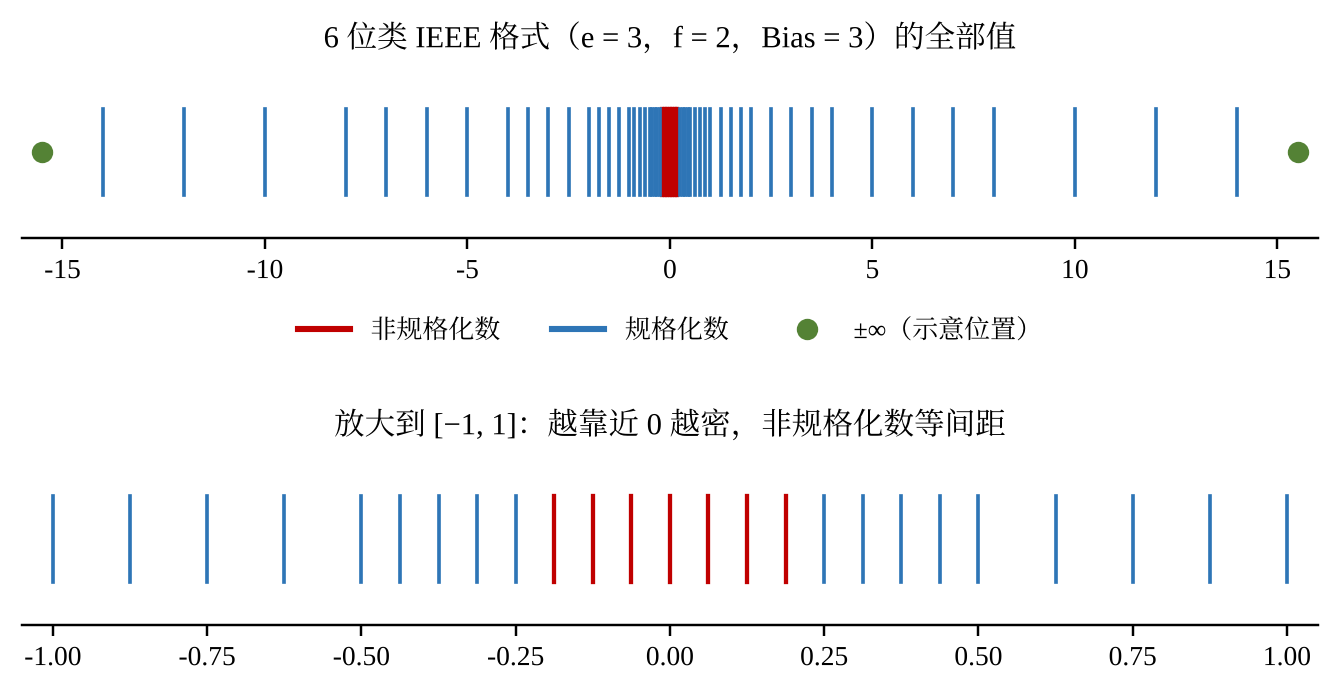 6 位类 IEEE 格式（e = 3，f = 2，Bias = 3）的全部值
-15 -10 -5 0 5 10 15
非规格化数 规格化数 ±∞（示意位置）
放大到 [−1, 1]：越靠近 0 越密，非规格化数等间距
-1.00 -0.75 -0.50 -0.25 0.00 0.25 0.50 0.75 1.00